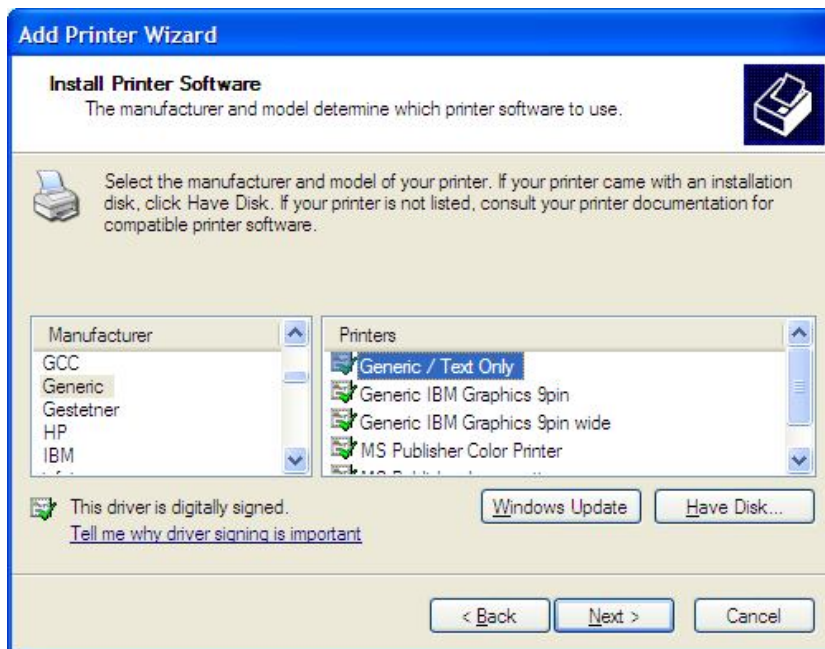 Add Printer Wizard
Install Printer Software
The manufacturer and model determine which printer software to use.
Select the manufacturer and model of your printer. If your printer came with an installation
disk, click Have Disk. If your printer is not listed, consult your printer documentation for
compatible printer software.
Manufacturer
GCC
Generic
Gestetner
HP
IBM
Printers
Generic / Text Only
Generic IBM Graphics 9pin
Generic IBM Graphics 9pin wide
MS Publisher Color Printer
This driver is digitally signed.
Tell me why driver signing is important
Windows Update
Have Disk...
< Back
Next >
Cancel